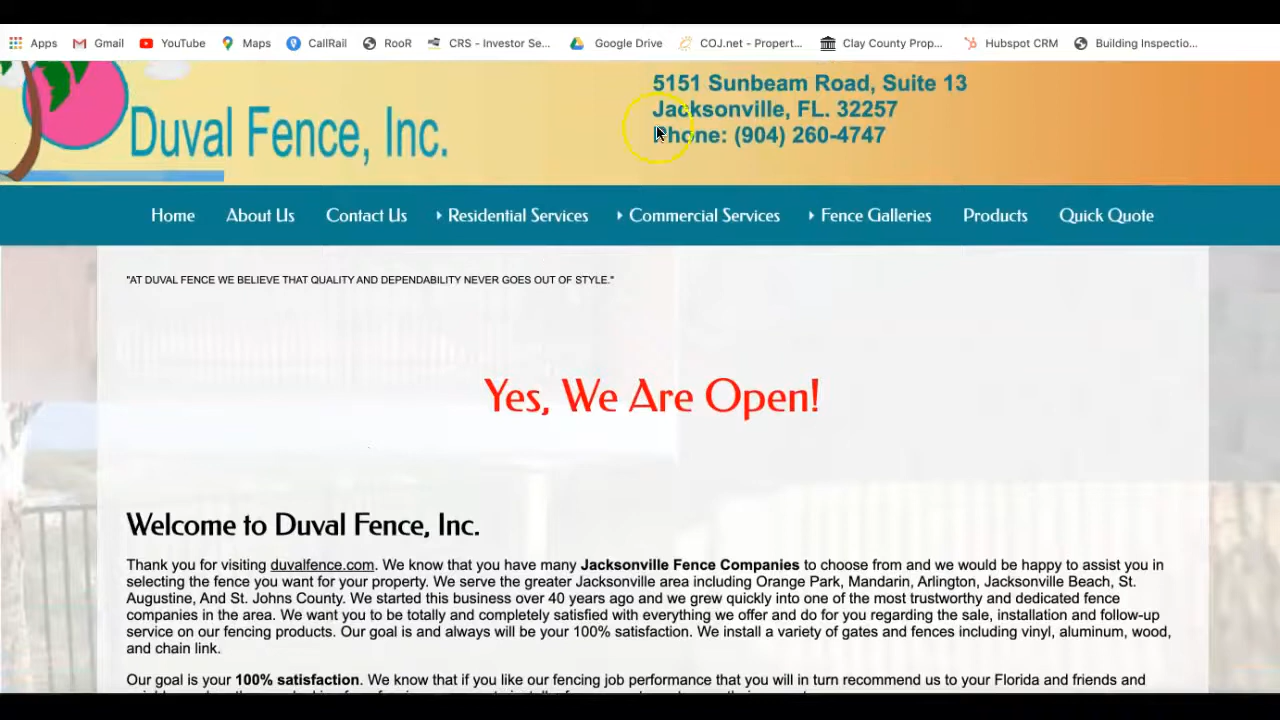 Apps Gmail YouTube Maps CallRail RooR CRS - Investor Se... Google Drive COJ.net - Propert... Clay County Prop... Hubspot CRM Building Inspectio...
5151 Sunbeam Road, Suite 13
Duval Fence, Inc.
Jacksonville, FL. 32257
Phone: (904) 260-4747
Home About Us Contact Us Residential Services Commercial Services Fence Galleries Products Quick Quote
"AT DUVAL FENCE WE BELIEVE THAT QUALITY AND DEPENDABILITY NEVER GOES OUT OF STYLE."
Yes, We Are Open!
Welcome to Duval Fence, Inc.
Thank you for visiting duvalfence.com. We know that you have many Jacksonville Fence Companies to choose from and we would be happy to assist you in
selecting the fence you want for your property. We serve the greater Jacksonville area including Orange Park, Mandarin, Arlington, Jacksonville Beach, St.
Augustine, And St. Johns County. We started this business over 40 years ago and we grew quickly into one of the most trustworthy and dedicated fence
companies in the area. We want you to be totally and completely satisfied with everything we offer and do for you regarding the sale, installation and follow-up
service on our fencing products. Our goal is and always will be your 100% satisfaction. We install a variety of gates and fences including vinyl, aluminum, wood,
and chain link.
Our goal is your 100% satisfaction. We know that if you like our fencing job performance that you will in turn recommend us to your Florida and friends and